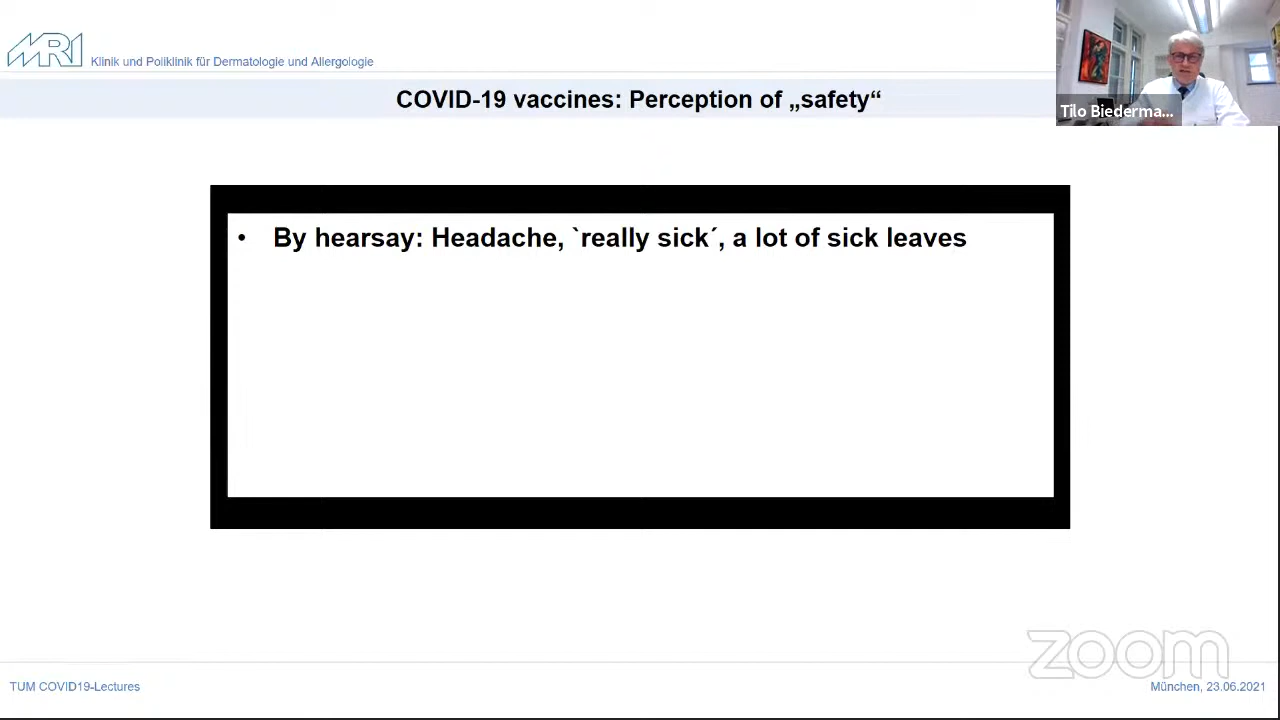 MRI
Klinik und Poliklinik für Dermatologie und Allergologie
COVID-19 vaccines: Perception of „safety“
Tilo Biederma...
• By hearsay: Headache, `really sick´, a lot of sick leaves
zoom
TUM COVID19-Lectures
München, 23.06.2021